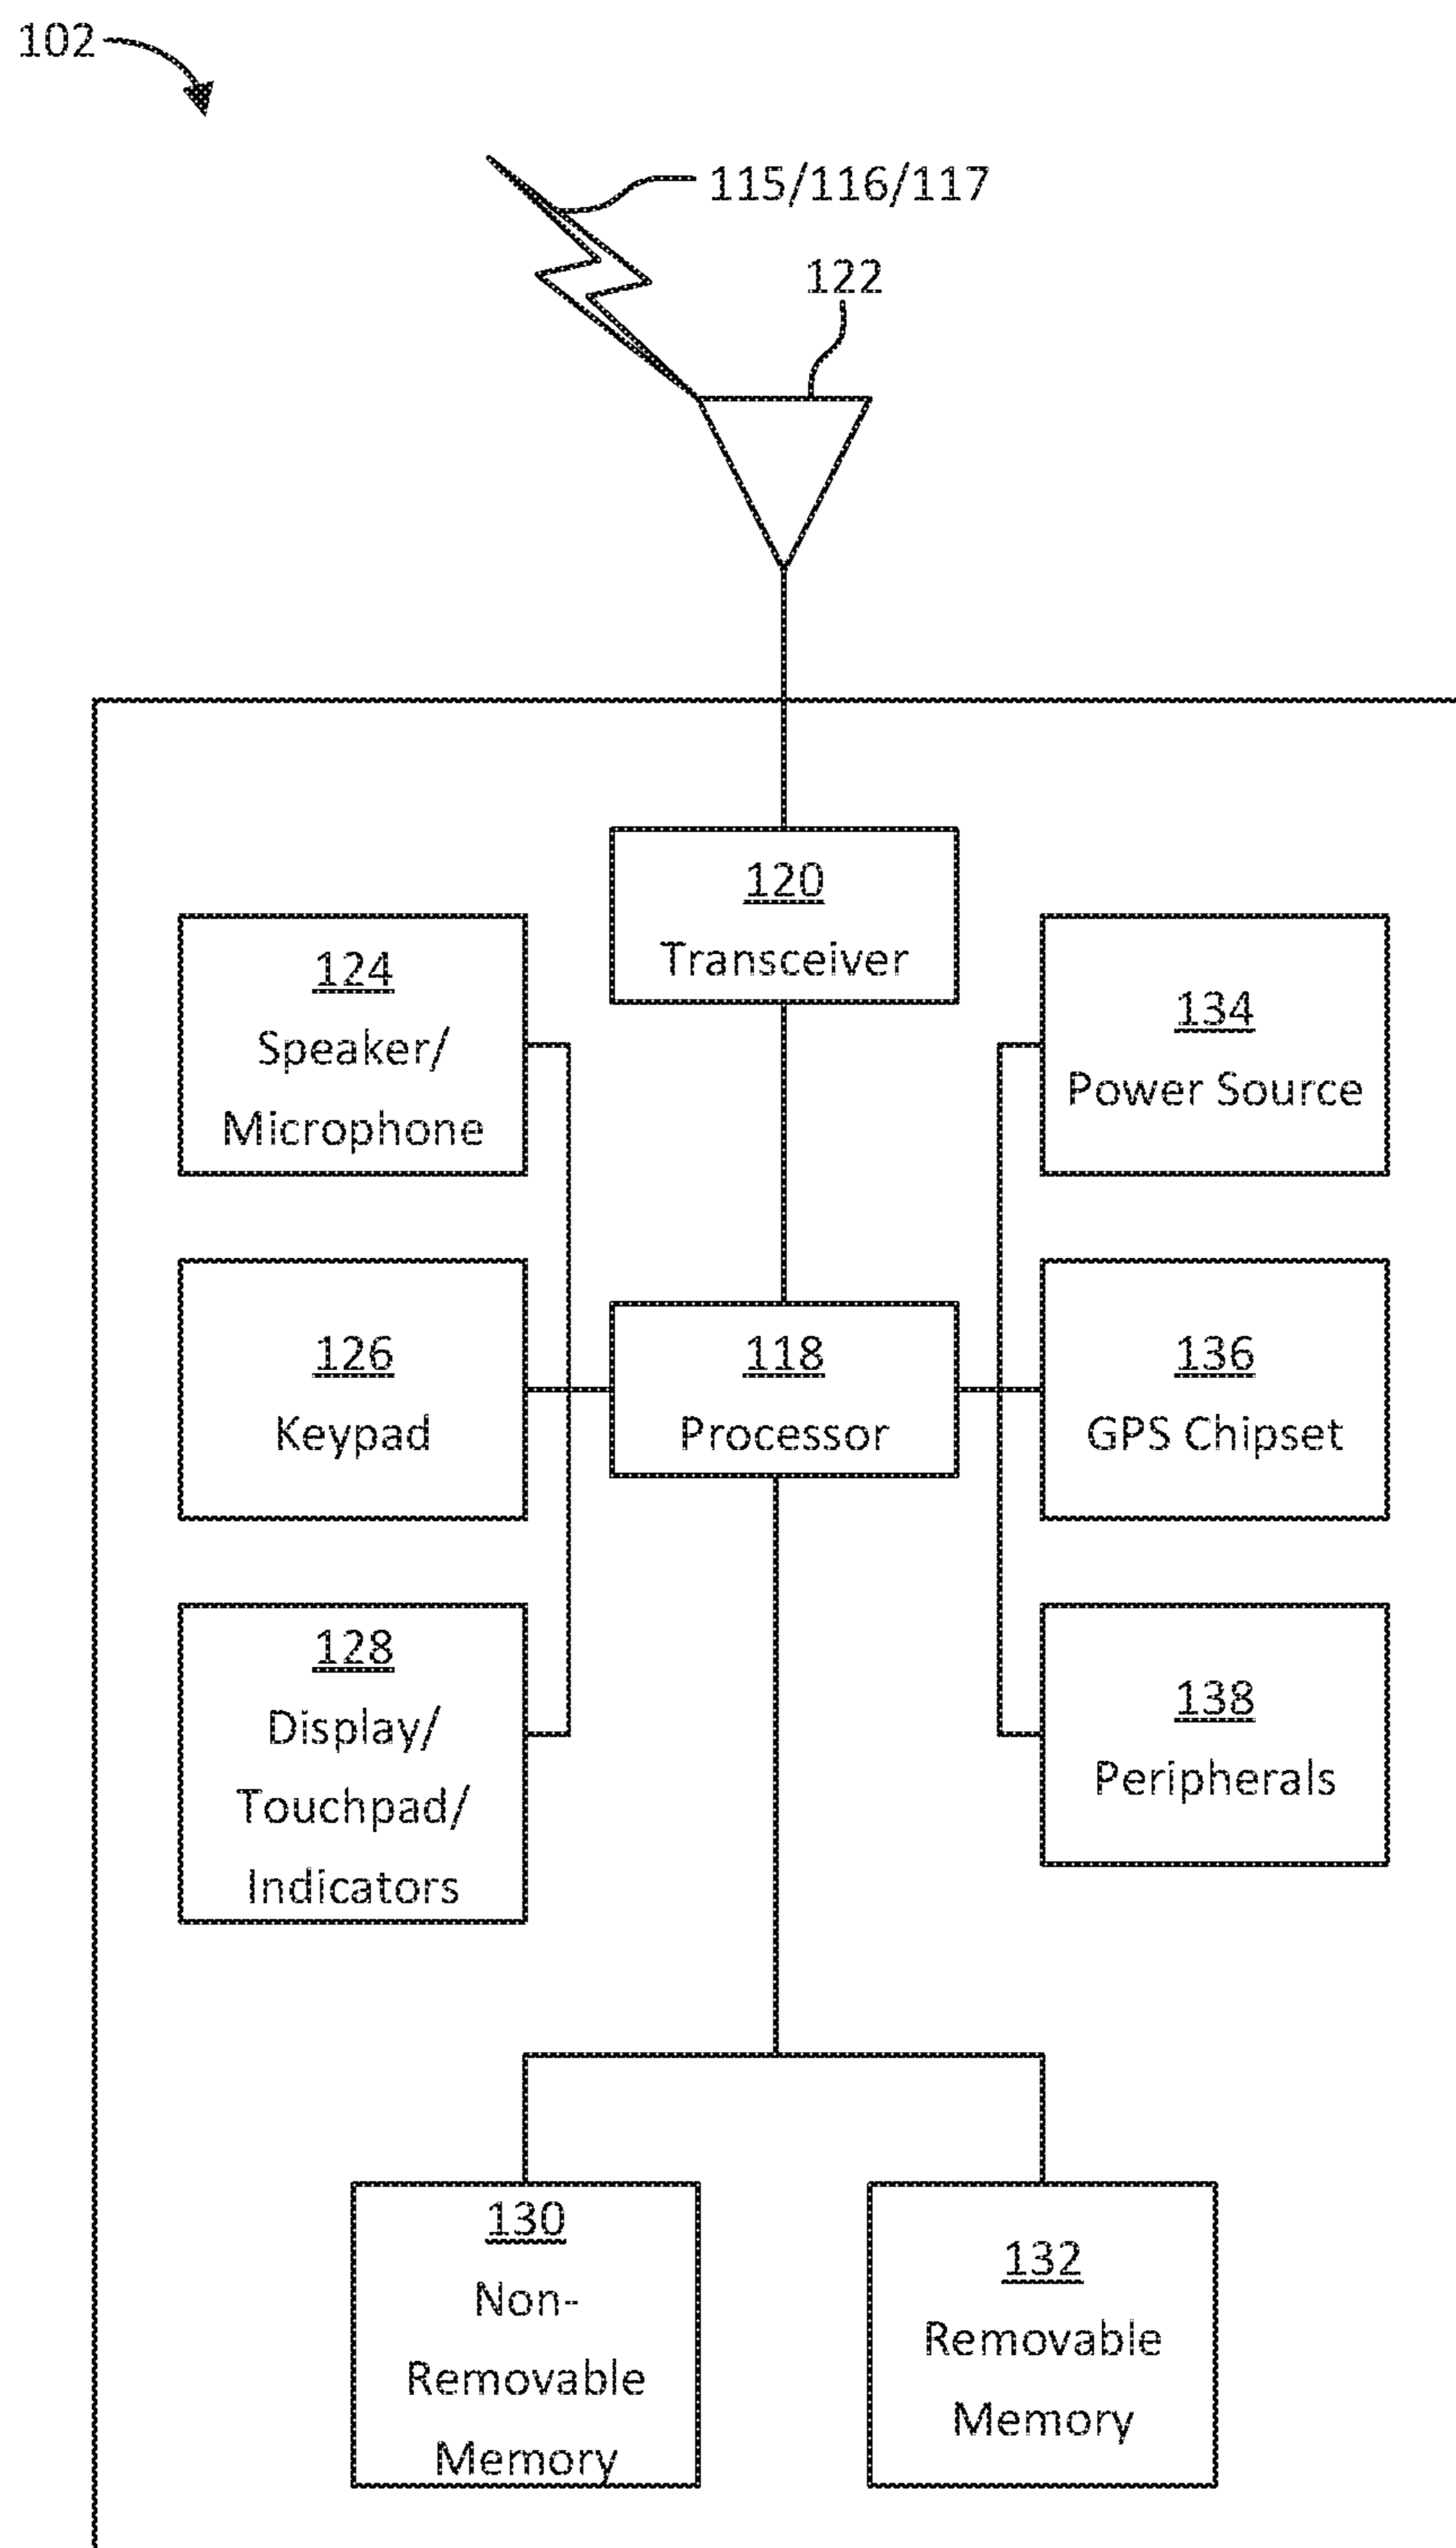 102
115/116/117
122
120
Transceiver
124
Speaker/
Microphone
134
Power Source
126
Keypad
118
Processor
136
GPS Chipset
128
Display/
Touchpad/
Indicators
138
Peripherals
130
Non-
Removable
Memory
132
Removable
Memory